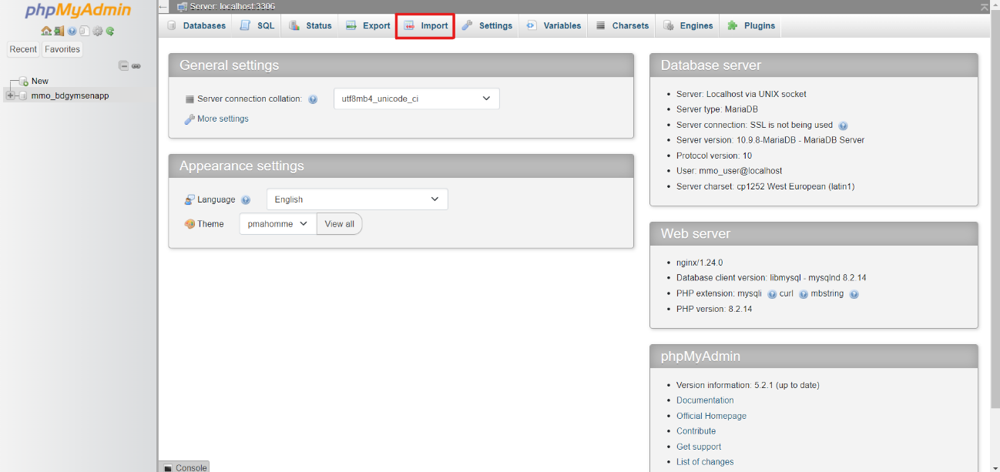 phpMyAdmin
Recent Favorites
New
mmo_bdgymsenapp
Server: localhost:3306
Databases SQL Status Export Import Settings Variables Charsets Engines Plugins
General settings
Server connection collation: utf8mb4_unicode_ci
More settings
Appearance settings
Language English
Theme pmahomme View all
Database server
Server: Localhost via UNIX socket
Server type: MariaDB
Server connection: SSL is not being used
Server version: 10.9.8-MariaDB - MariaDB Server
Protocol version: 10
User: mmo_user@localhost
Server charset: cp1252 West European (latin1)
Web server
nginx/1.24.0
Database client version: libmysql - mysqlnd 8.2.14
PHP extension: mysqli curl mbstring
PHP version: 8.2.14
phpMyAdmin
Version information: 5.2.1 (up to date)
Documentation
Official Homepage
Contribute
Get support
List of changes
Console